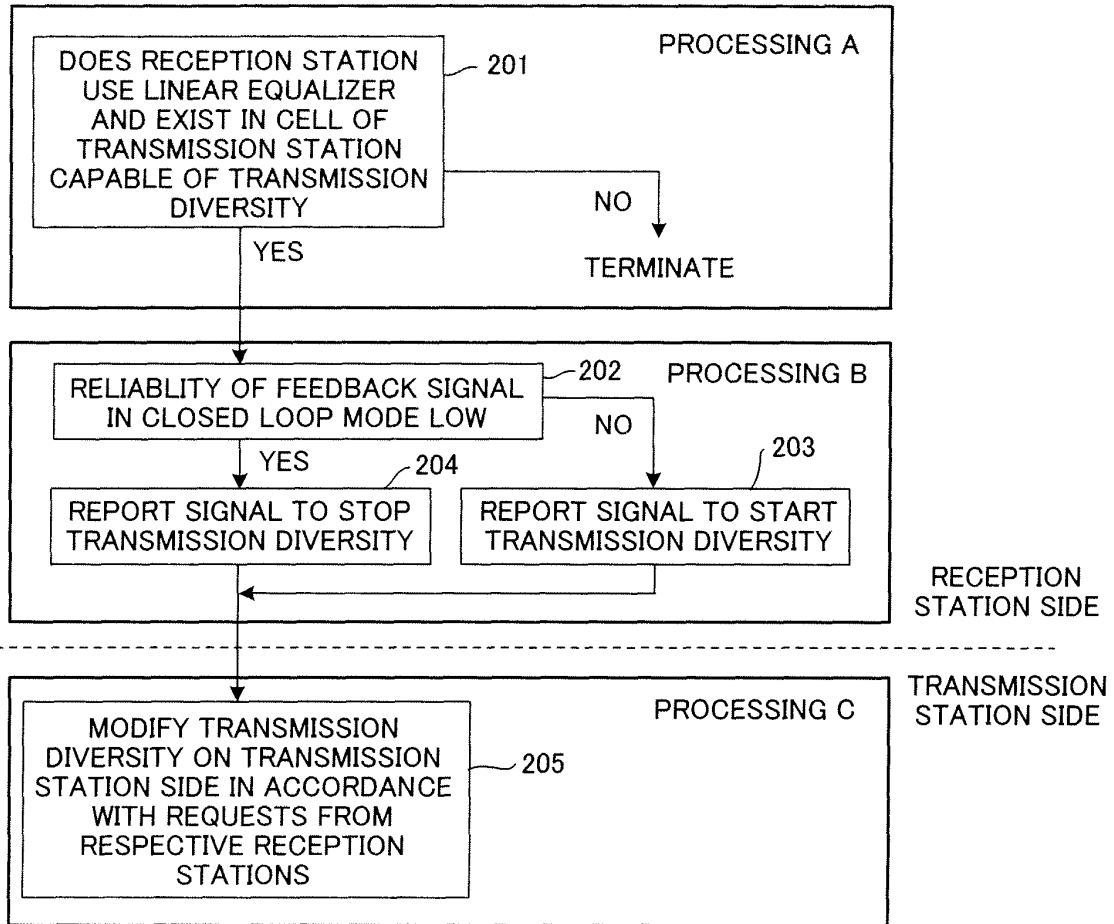 PROCESSING A
DOES RECEPTION STATION
USE LINEAR EQUALIZER
AND EXIST IN CELL OF
TRANSMISSION STATION
CAPABLE OF TRANSMISSION
DIVERSITY
201
NO
YES
TERMINATE
PROCESSING B
202
RELIABLITY OF FEEDBACK SIGNAL
IN CLOSED LOOP MODE LOW
NO
YES
204
203
REPORT SIGNAL TO STOP
TRANSMISSION DIVERSITY
REPORT SIGNAL TO START
TRANSMISSION DIVERSITY
RECEPTION
STATION SIDE
TRANSMISSION
STATION SIDE
PROCESSING C
MODIFY TRANSMISSION
DIVERSITY ON TRANSMISSION
STATION SIDE IN ACCORDANCE
WITH REQUESTS FROM
RESPECTIVE RECEPTION
STATIONS
205